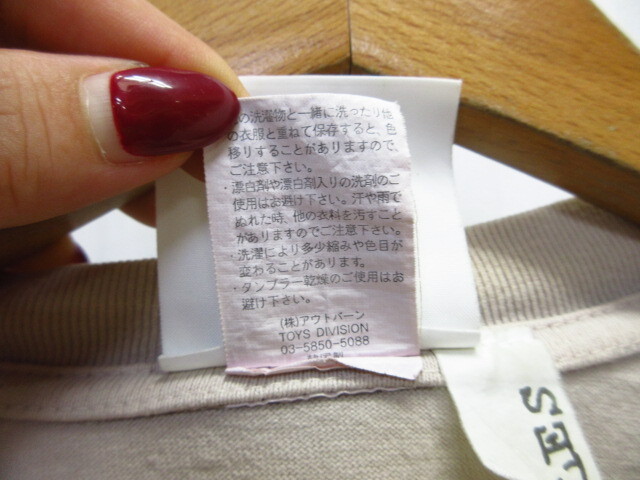 の洗濯物と一緒に洗ったり他
の衣服と重ねて保存すると、色
移りすることがありますので、
ご注意下さい。
・漂白剤や漂白剤入りの洗剤のご
使用はお避け下さい。汗や雨で
ぬれた時、他の衣料を汚すこと
がありますのでご注意下さい。
・洗濯により多少縮みや色目が
変わることがあります。
・タンブラー乾燥のご使用はお
避け下さい。
(株)アウトバーン
TOYS DIVISION
03-5850-5088